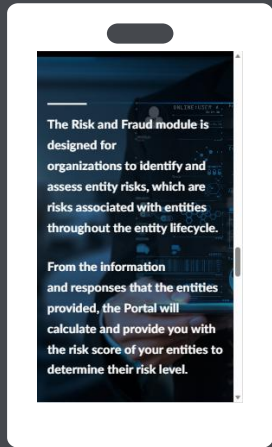 ONLINE:USER
The Risk and Fraud module is
designed for
organizations to identify and
assess entity risks, which are
risks associated with entities
throughout the entity lifecycle.
From the information
and responses that the entities
provided, the Portal will
calculate and provide you with
the risk score of your entities to
determine their risk level.